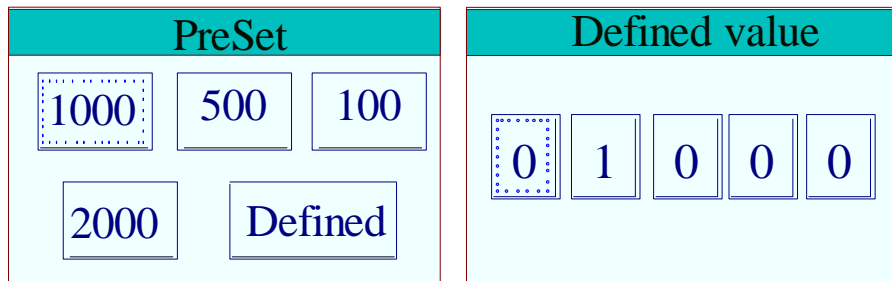 PreSet
1000 500 100
2000 Defined
Defined value
0 1 0 0 0